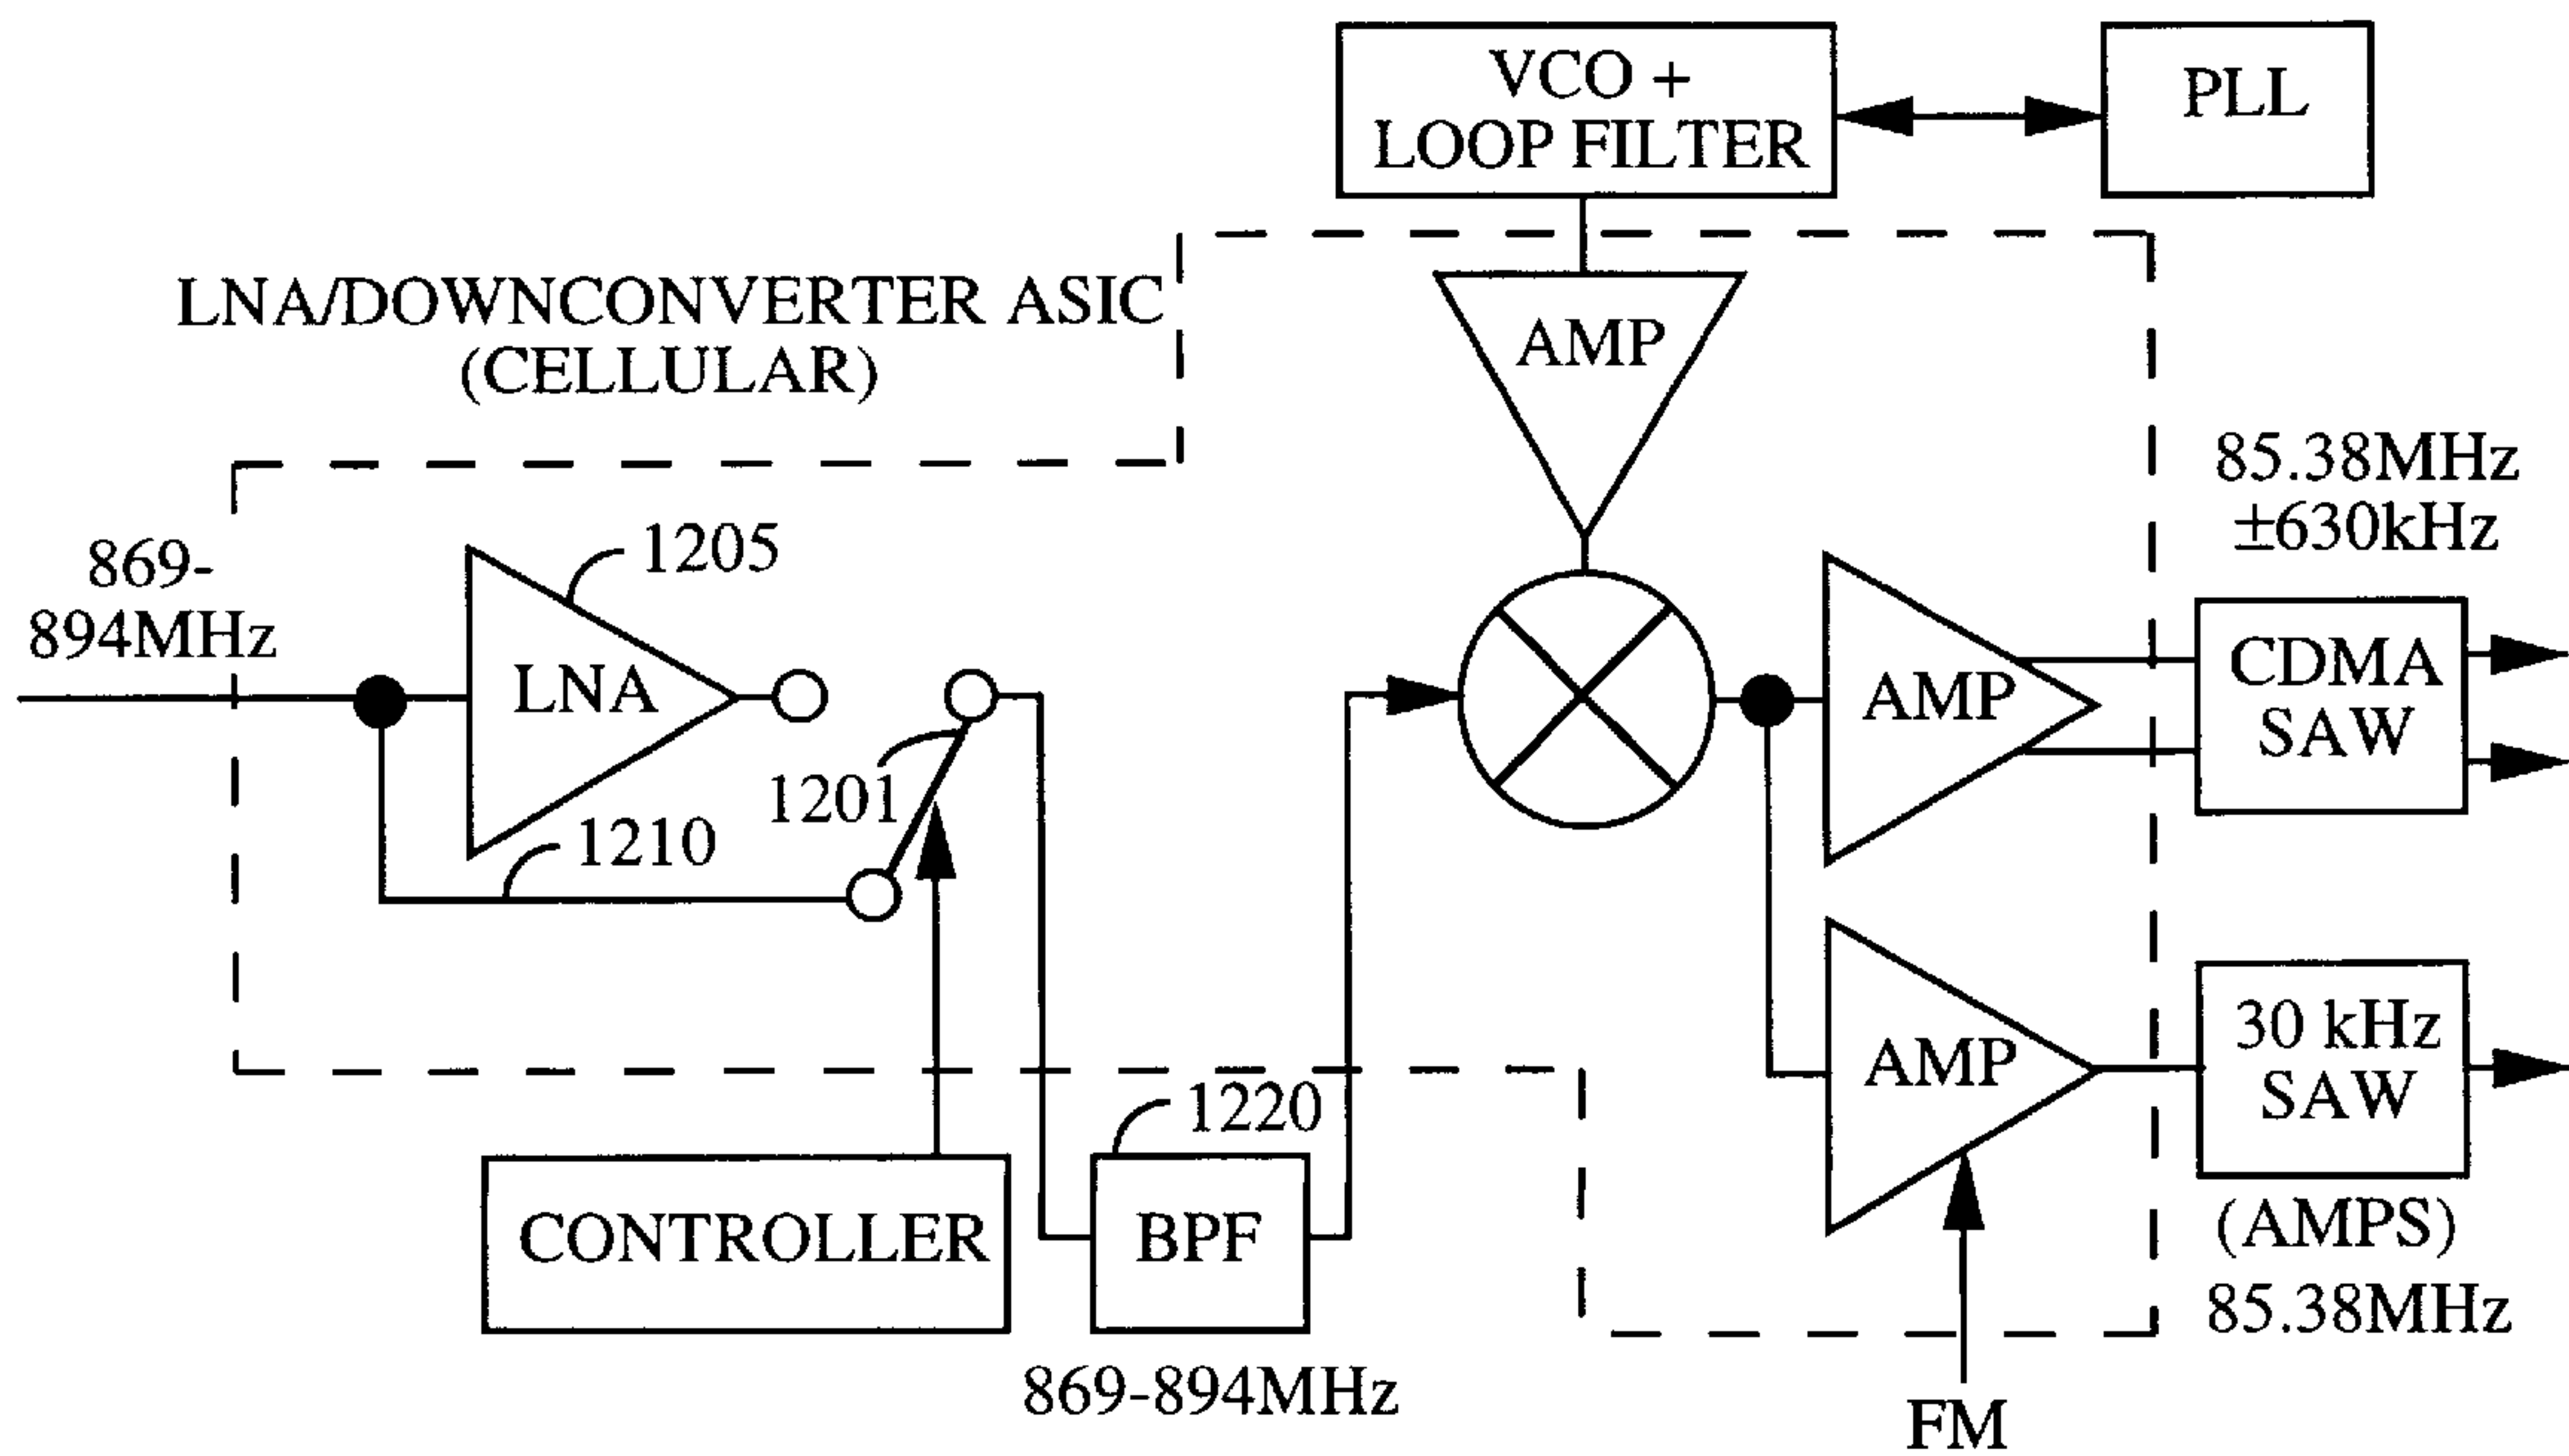 VCO +
LOOP FILTER
PLL
LNA/DOWNCONVERTER ASIC
(CELLULAR)
AMP
85.38MHz
±630kHz
869-
894MHz
1205
LNA
1201
1210
AMP
CDMA
SAW
AMP
30 kHz
SAW
(AMPS)
85.38MHz
1220
CONTROLLER
BPF
869-894MHz
FM